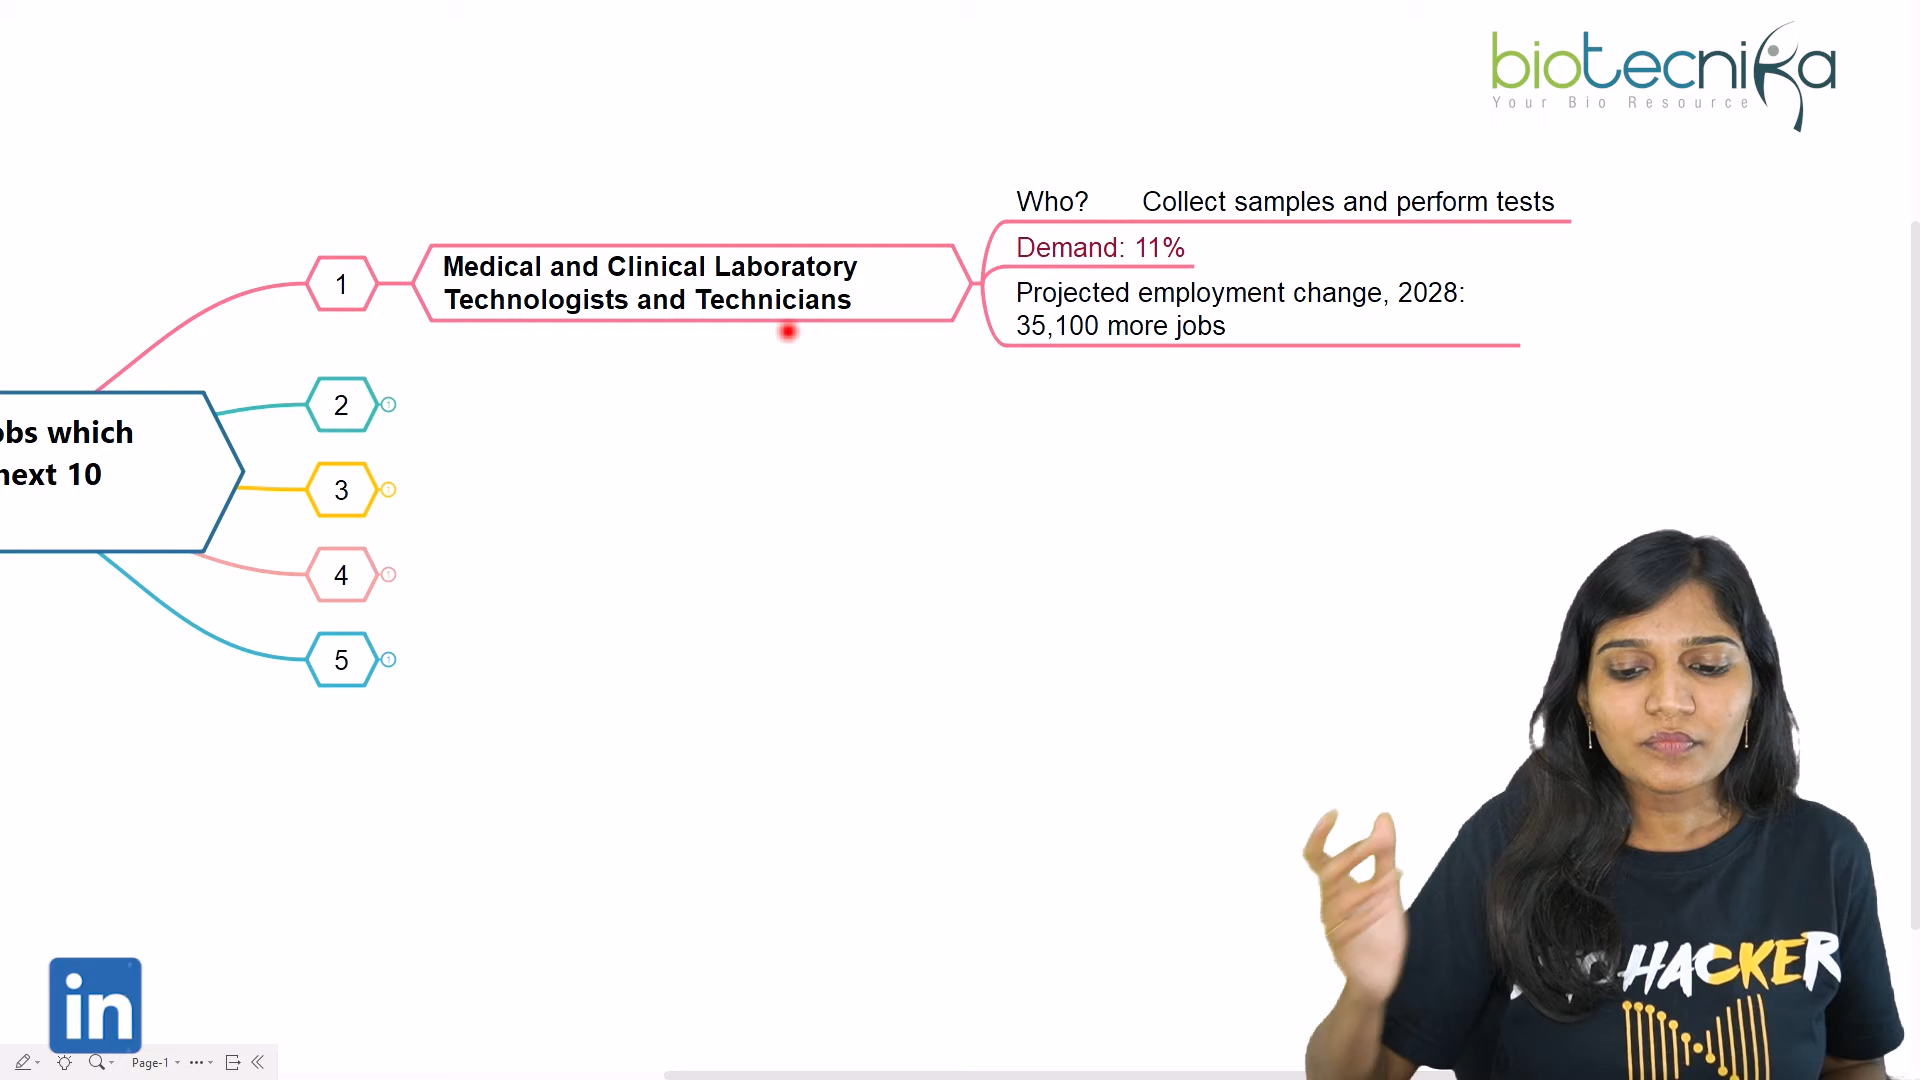 biotecnika
Your Bio Resource
Who? Collect samples and perform tests
Demand: 11%
Projected employment change, 2028:
35,100 more jobs
1
Medical and Clinical Laboratory
Technologists and Technicians
2
3
4
5
obs which
next 10
HACKER
in
Page-1